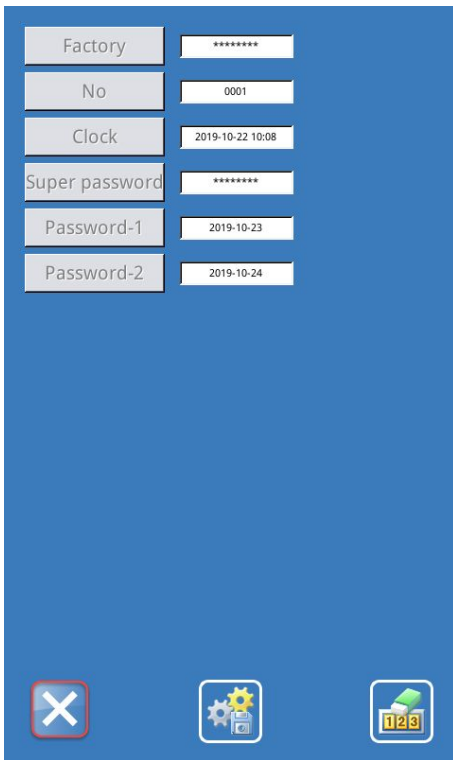 Factory ********
No 0001
Clock 2019-10-22 10:08
Super password ********
Password-1 2019-10-23
Password-2 2019-10-24
123